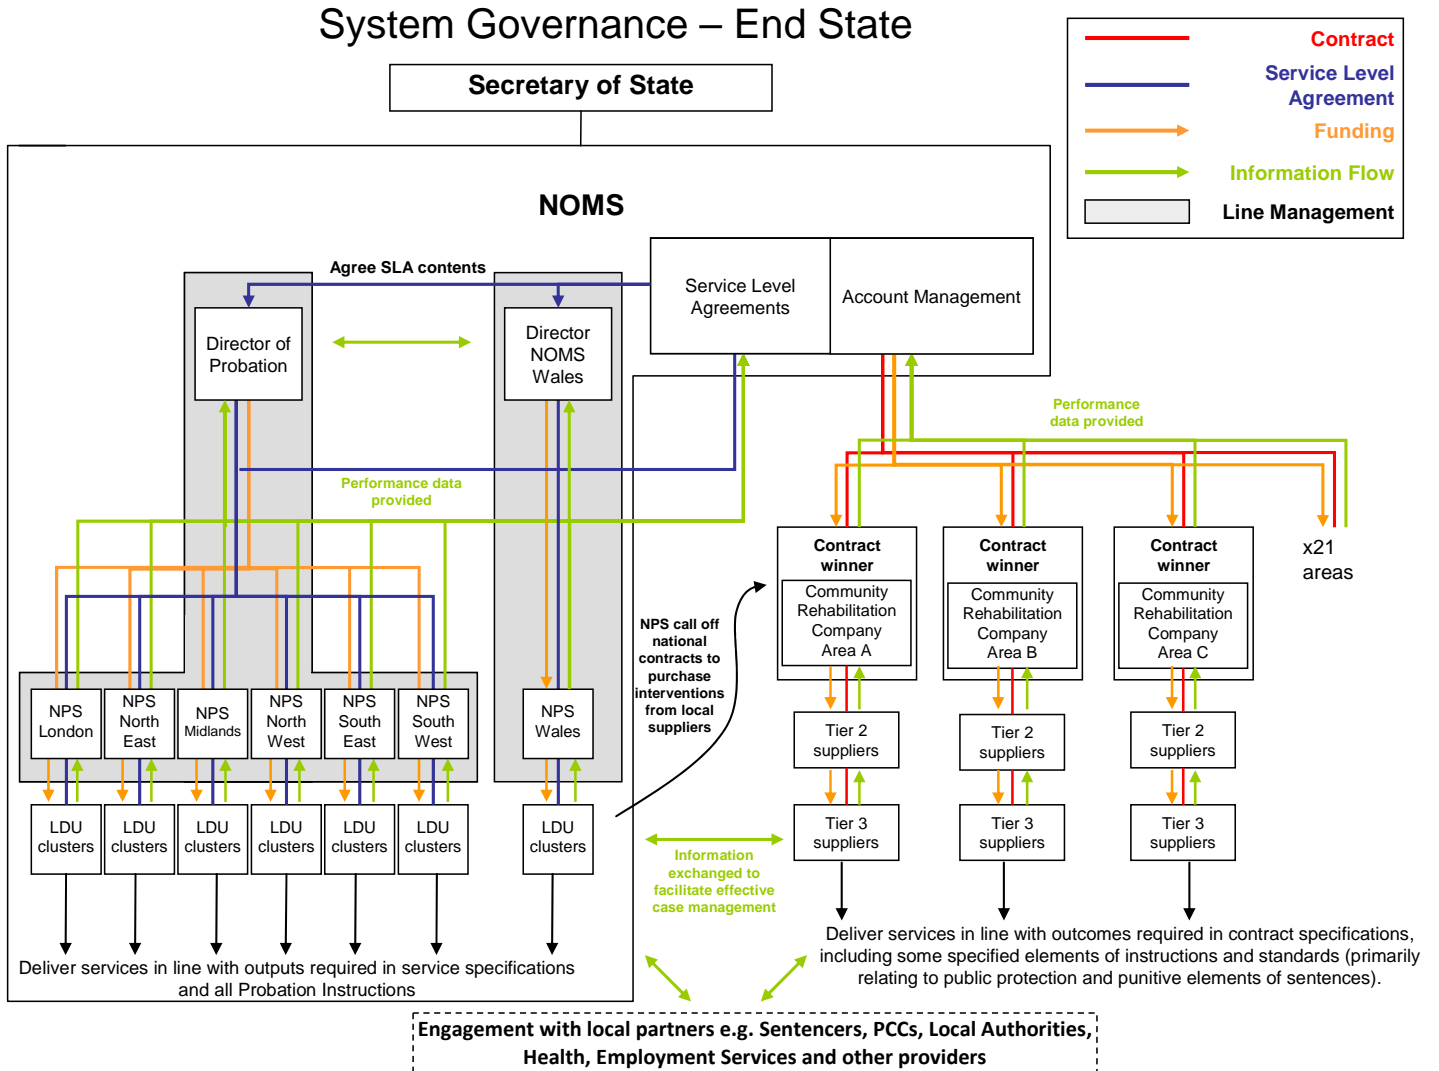 System Governance – End State
Contract
Service Level
Agreement
Funding
Information Flow
Line Management
Secretary of State
NOMS
Agree SLA contents
Service Level
Agreements
Account Management
Director of
Probation
Director
NOMS
Wales
Performance
data provided
Performance data
provided
Contract
winner
Community
Rehabilitation
Company
Area A
Contract
winner
Community
Rehabilitation
Company
Area B
Contract
winner
Community
Rehabilitation
Company
Area C
x21
areas
NPS call off
national
contracts to
purchase
interventions
from local
suppliers
NPS
London
NPS
North
East
NPS
Midlands
NPS
North
West
NPS
South
East
NPS
South
West
NPS
Wales
Tier 2
suppliers
Tier 2
suppliers
Tier 2
suppliers
LDU
clusters
LDU
clusters
LDU
clusters
LDU
clusters
LDU
clusters
LDU
clusters
LDU
clusters
Tier 3
suppliers
Tier 3
suppliers
Tier 3
suppliers
Information
exchanged to
facilitate effective
case management
Deliver services in line with outputs required in service specifications
and all Probation Instructions
Deliver services in line with outcomes required in contract specifications,
including some specified elements of instructions and standards (primarily
relating to public protection and punitive elements of sentences).
Engagement with local partners e.g. Sentencers, PCCs, Local Authorities,
Health, Employment Services and other providers